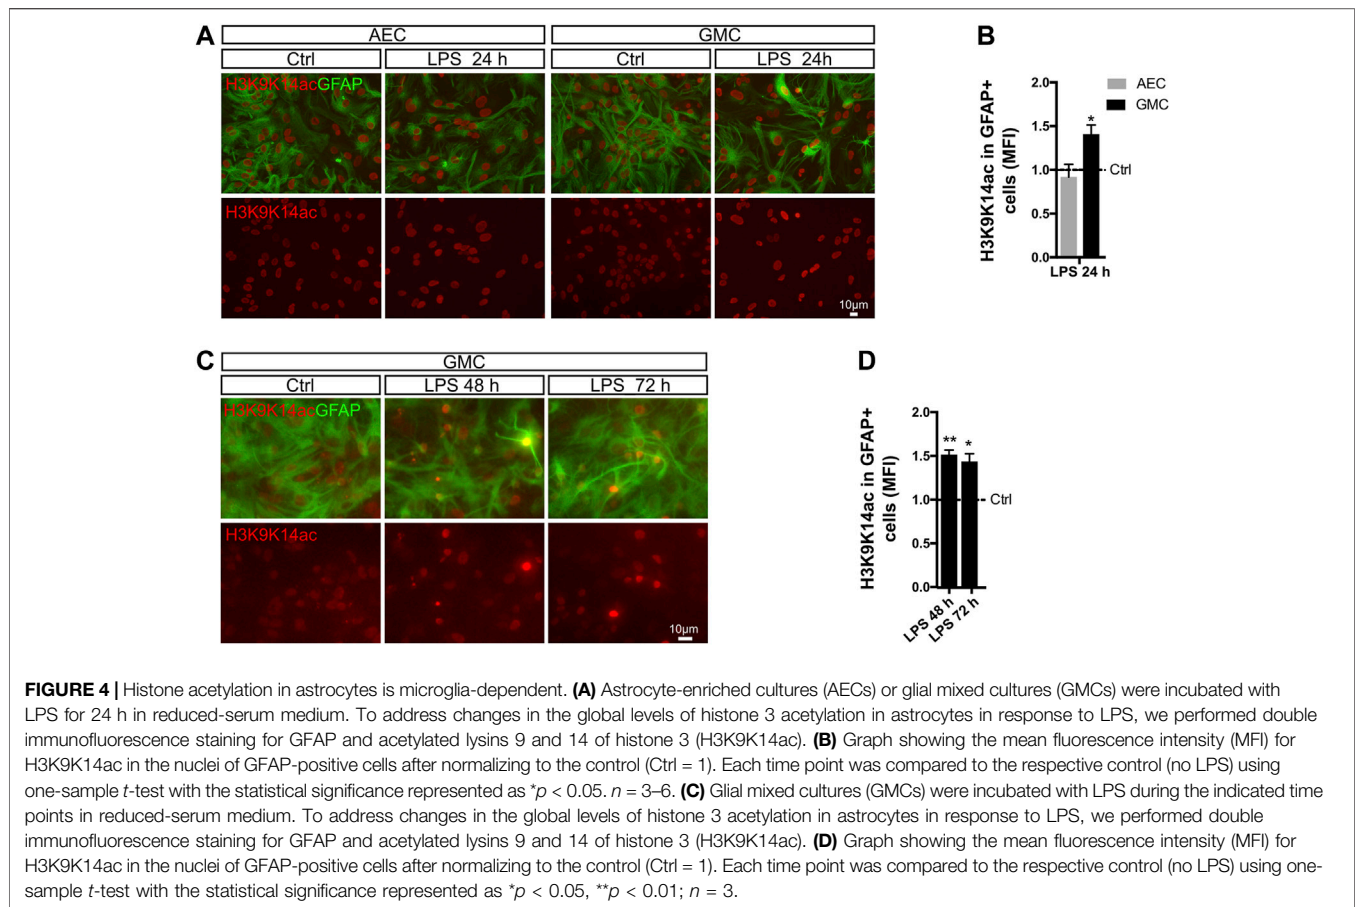 A
AEC
GMC
Ctrl
LPS 24 h
Ctrl
LPS 24h
H3K9K14acGFAP
H3K9K14ac
10µm
B
H3K9K14ac in GFAP+
cells (MFI)
2.0
1.5
1.0
0.5
0.0
AEC
GMC
*
Ctrl
LPS 24 h
C
GMC
Ctrl
LPS 48 h
LPS 72 h
H3K9K14acGFAP
H3K9K14ac
10µm
D
H3K9K14ac in GFAP+
cells (MFI)
2.0
1.5
1.0
0.5
0.0
**
*
Ctrl
LPS 48 h
LPS 72 h
FIGURE 4 | Histone acetylation in astrocytes is microglia-dependent. (A) Astrocyte-enriched cultures (AECs) or glial mixed cultures (GMCs) were incubated with
LPS for 24 h in reduced-serum medium. To address changes in the global levels of histone 3 acetylation in astrocytes in response to LPS, we performed double
immunofluorescence staining for GFAP and acetylated lysins 9 and 14 of histone 3 (H3K9K14ac). (B) Graph showing the mean fluorescence intensity (MFI) for
H3K9K14ac in the nuclei of GFAP-positive cells after normalizing to the control (Ctrl = 1). Each time point was compared to the respective control (no LPS) using
one-sample t-test with the statistical significance represented as *p < 0.05. n = 3–6. (C) Glial mixed cultures (GMCs) were incubated with LPS during the indicated time
points in reduced-serum medium. To address changes in the global levels of histone 3 acetylation in astrocytes in response to LPS, we performed double
immunofluorescence staining for GFAP and acetylated lysins 9 and 14 of histone 3 (H3K9K14ac). (D) Graph showing the mean fluorescence intensity (MFI) for
H3K9K14ac in the nuclei of GFAP-positive cells after normalizing to the control (Ctrl = 1). Each time point was compared to the respective control (no LPS) using one-
sample t-test with the statistical significance represented as *p < 0.05, **p < 0.01; n = 3.